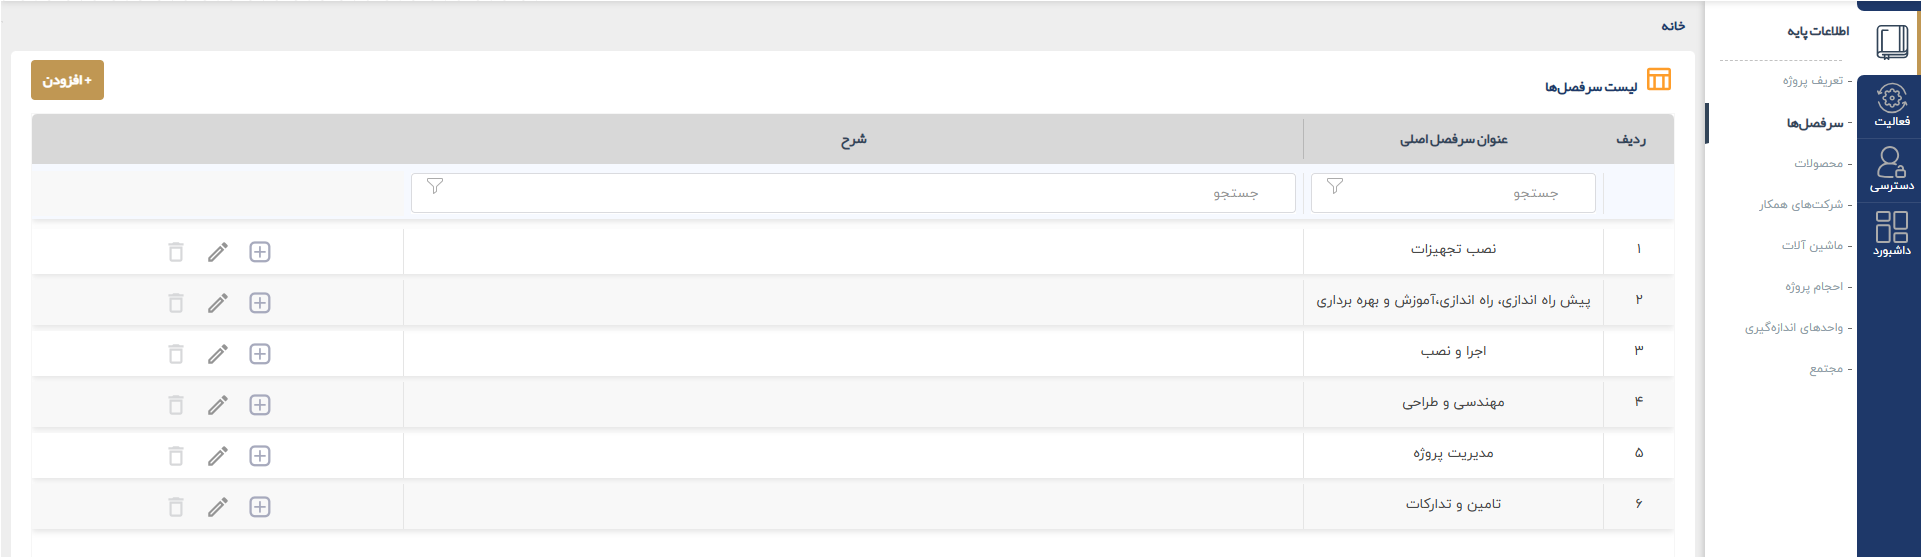 خانه
اطلاعات پایه
- تعریف پروژه
- سرفصل‌ها
- محصولات
- شرکت‌های همکار
- ماشین آلات
- احجام پروژه
- واحدهای اندازه‌گیری
- مجتمع
فعالیت
دسترسی
داشبورد
لیست سرفصل‌ها
+ افزودن
ردیف عنوان سرفصل اصلی شرح
جستجو جستجو
۱ نصب تجهیزات
۲ پیش راه اندازی، راه اندازی،آموزش و بهره برداری
۳ اجرا و نصب
۴ مهندسی و طراحی
۵ مدیریت پروژه
۶ تامین و تدارکات